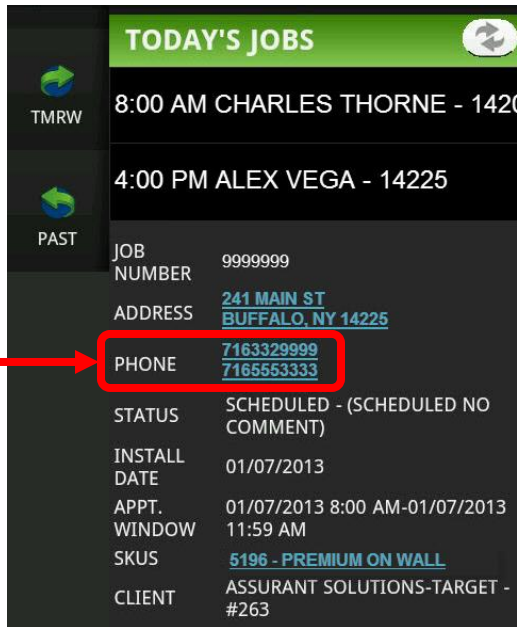 TODAY'S JOBS
TMRW
8:00 AM CHARLES THORNE - 1420
4:00 PM ALEX VEGA - 14225
PAST
JOB NUMBER 9999999
ADDRESS 241 MAIN ST
BUFFALO, NY 14225
PHONE 7163329999
7165553333
STATUS SCHEDULED - (SCHEDULED NO
COMMENT)
INSTALL DATE 01/07/2013
APPT. WINDOW 01/07/2013 8:00 AM-01/07/2013
11:59 AM
SKUS 5196 - PREMIUM ON WALL
CLIENT ASSURANT SOLUTIONS-TARGET -
#263